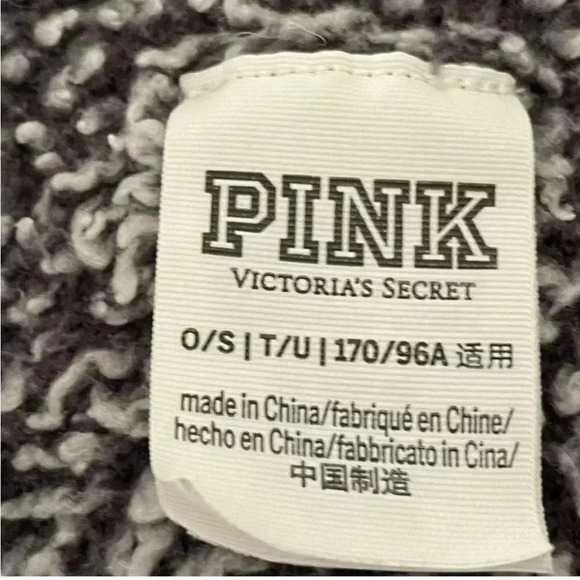 PINK
VICTORIA'S SECRET
O/S | T/U | 170/96A 适用
made in China/fabriqué en Chine/
hecho en China/fabbricato in Cina/
中国制造